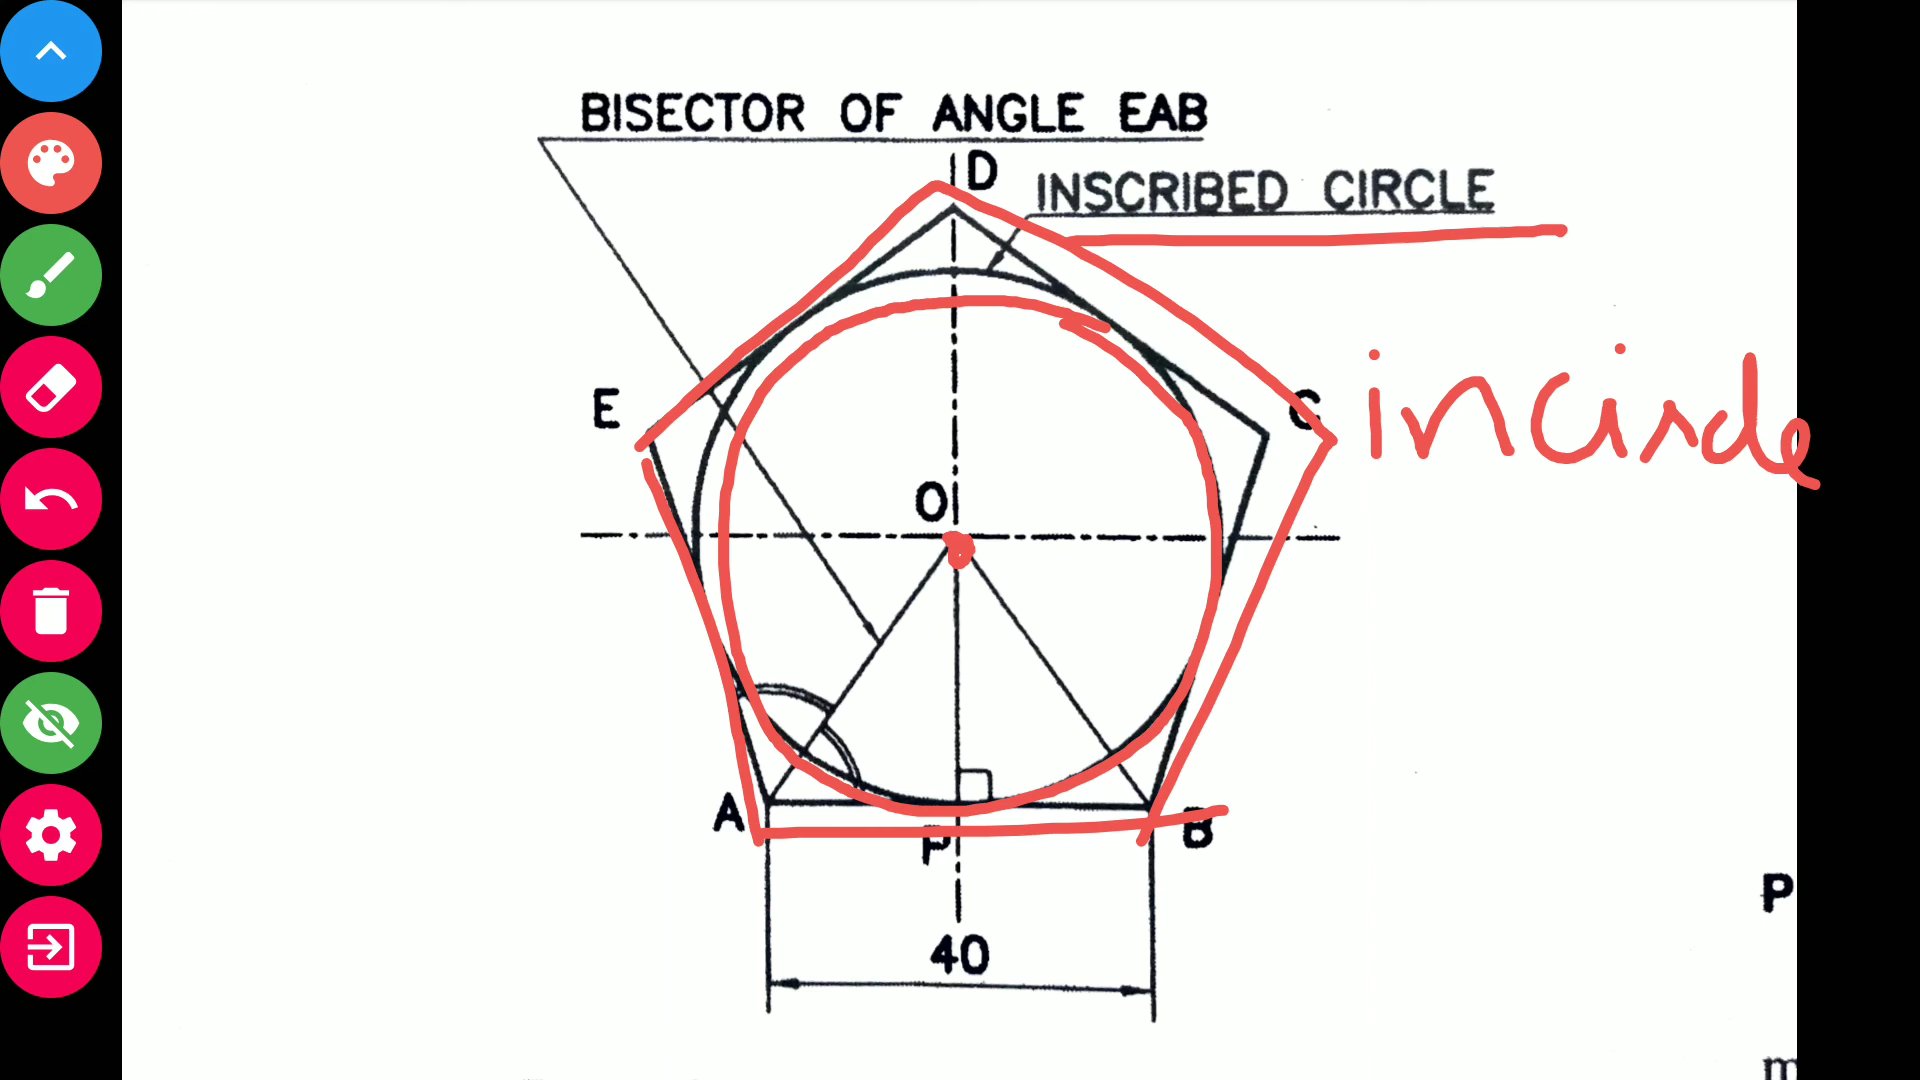 BISECTOR OF ANGLE EAB
D
INSCRIBED CIRCLE
E
C
incircle
O
A
B
P
P
40
m